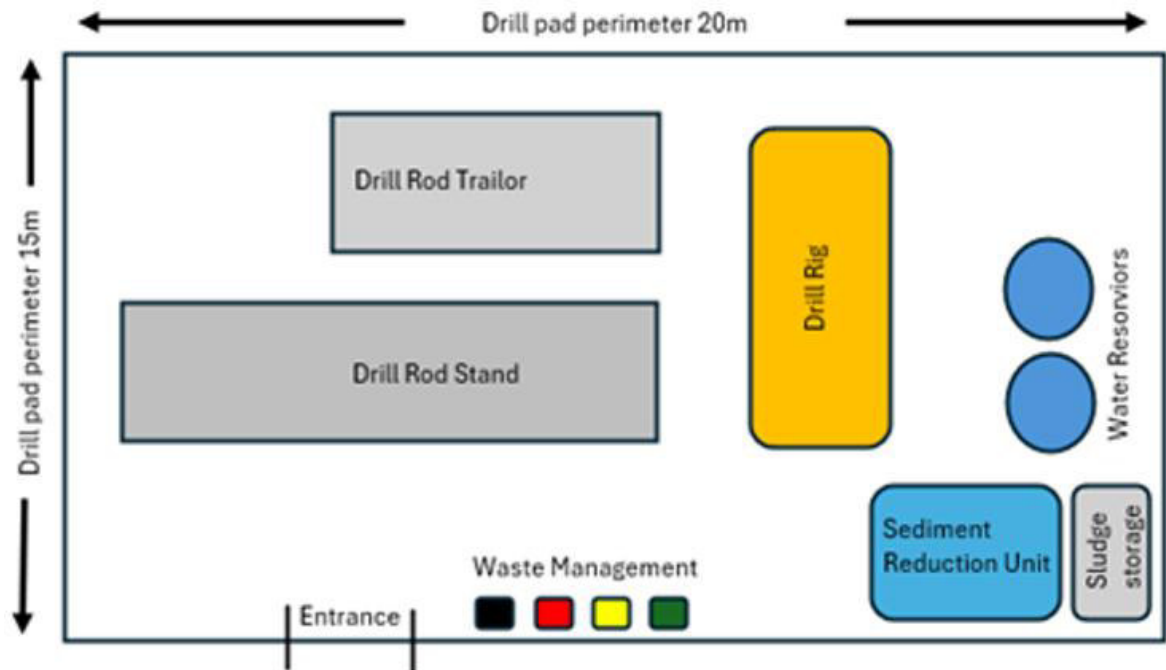 Drill pad perimeter 20m
Drill pad perimeter 15m
Drill Rod Trailor
Drill Rig
Drill Rod Stand
Water Resorviors
Sediment
Reduction Unit
Sludge
storage
Waste Management
Entrance